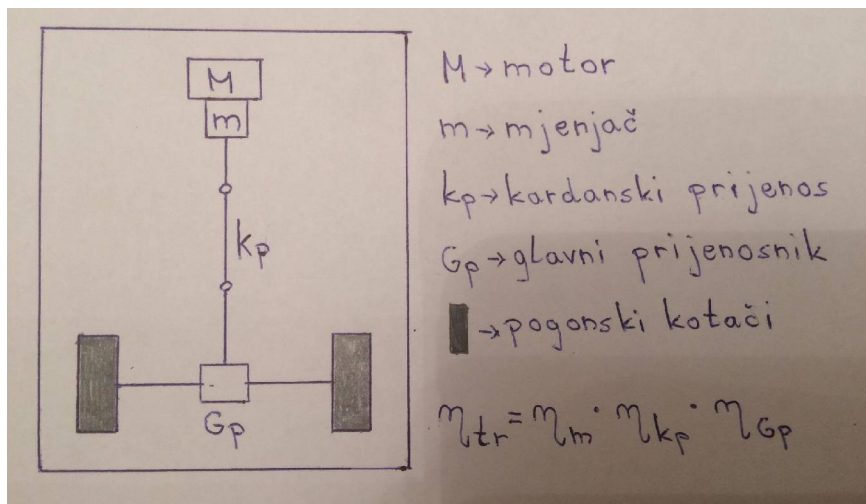 M
m
kp
Gp
M → motor
m → mjenjač
kp → kardanski prijenos
Gp → glavni prijenosnik
→ pogonski kotači
ηtr = ηm · ηkp · ηGp